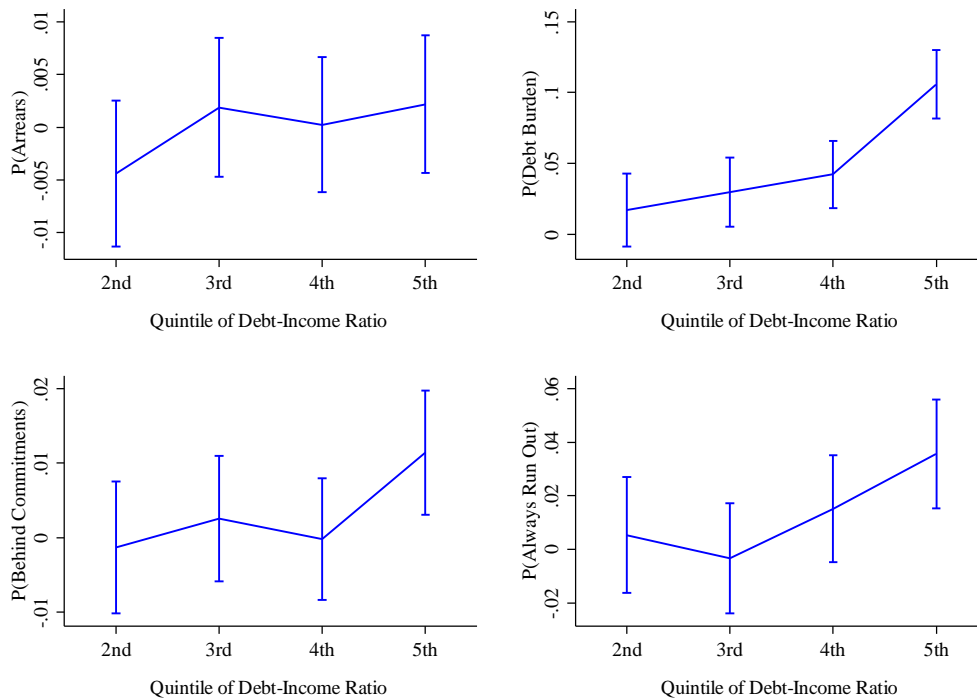 P(Arrears)
.01
.005
0
-.005
-.01
2nd 3rd 4th 5th
Quintile of Debt-Income Ratio
P(Debt Burden)
.15
.1
.05
0
2nd 3rd 4th 5th
Quintile of Debt-Income Ratio
P(Behind Commitments)
.02
.01
0
-.01
2nd 3rd 4th 5th
Quintile of Debt-Income Ratio
P(Always Run Out)
.06
.04
.02
0
-.02
2nd 3rd 4th 5th
Quintile of Debt-Income Ratio